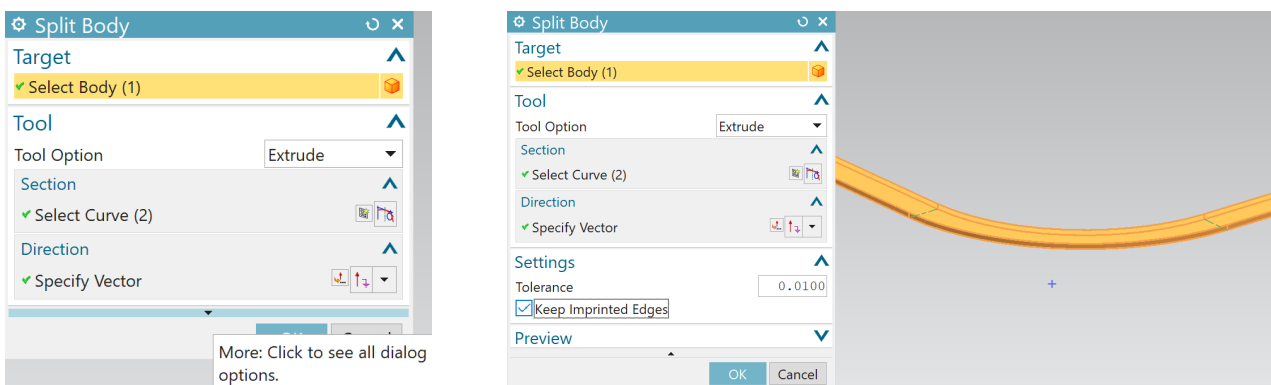 Split Body
Target
Select Body (1)
Tool
Tool Option Extrude
Section
Select Curve (2)
Direction
Specify Vector
More: Click to see all dialog
options.
Split Body
Target
Select Body (1)
Tool
Tool Option Extrude
Section
Select Curve (2)
Direction
Specify Vector
Settings
Tolerance 0.0100
Keep Imprinted Edges
Preview
OK Cancel